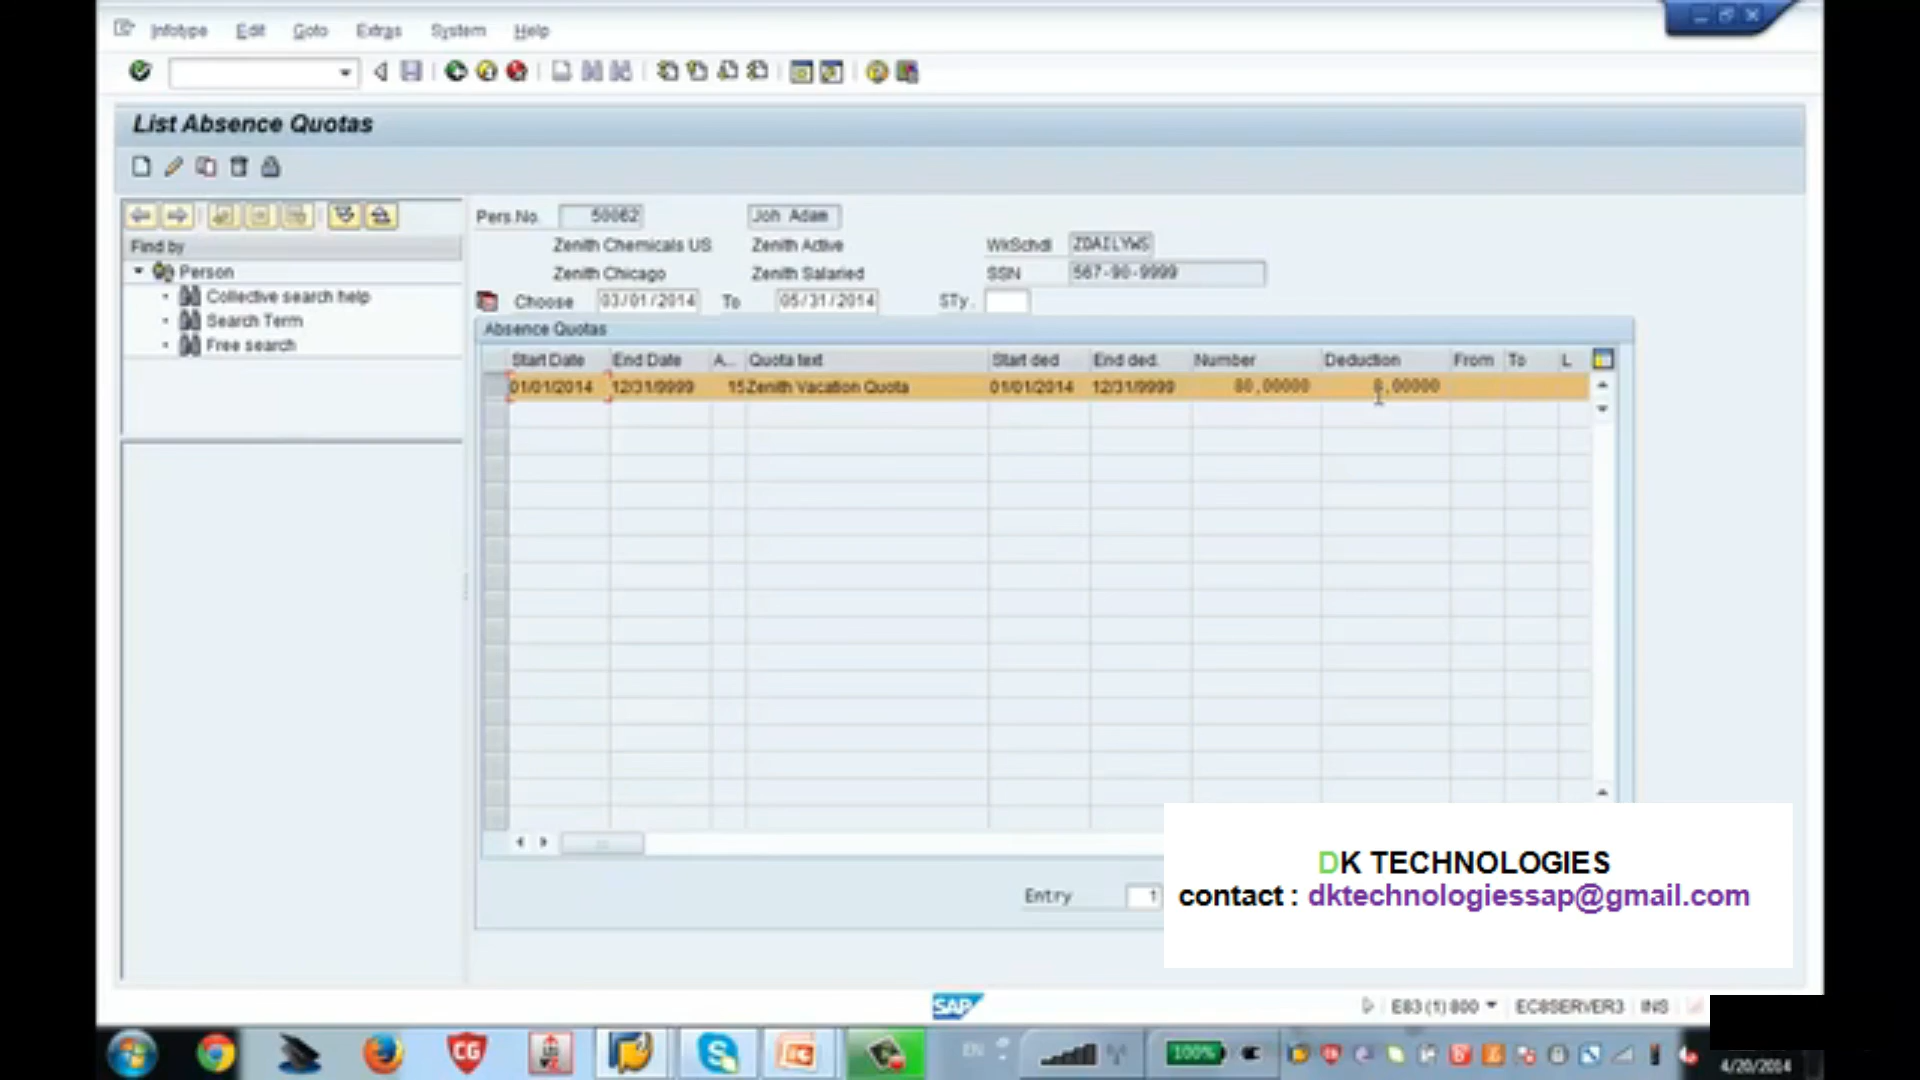 Infotype Edit Goto Extras System Help
List Absence Quotas
Find by
Person
Collective search help
Search Term
Free search
Pers.No. 50062 Joh Adam
Zenith Chemicals US Zenith Active WkSchdl ZDAILYWS
Zenith Chicago Zenith Salaried SSN 567-90-9999
Choose 03/01/2014 To 05/31/2014 STy.
Absence Quotas
Start Date End Date A... Quota text Start ded End ded. Number Deduction From To L
01/01/2014 12/31/9999 15 Zenith Vacation Quota 01/01/2014 12/31/9999 80,00000 8,00000
Entry 1
DK TECHNOLOGIES
contact : dktechnologiessap@gmail.com
SAP
E83 (1) 800 EC8SERVER3 INS
CG EN 100%
4/20/2014